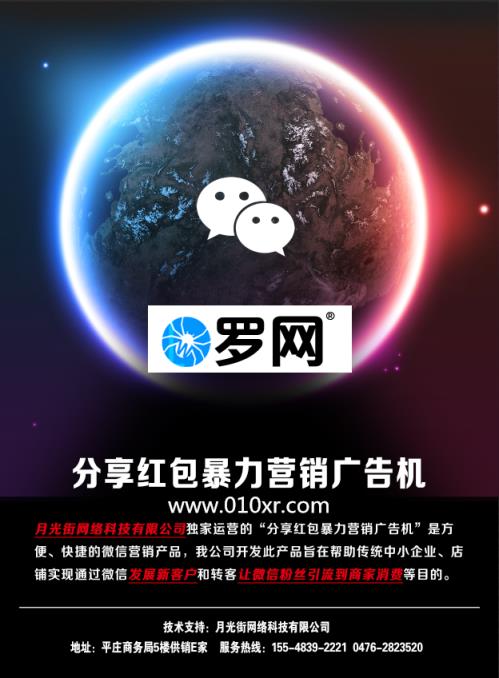 罗网®
分享红包暴力营销广告机
www.010xr.com
月光街网络科技有限公司独家运营的“分享红包暴力营销广告机”是方
便、快捷的微信营销产品，我公司开发此产品旨在帮助传统中小企业、店
铺实现通过微信发展新客户和转客让微信粉丝引流到商家消费等目的。
技术支持：月光街网络科技有限公司
地址：平庄商务局5楼供销E家 服务热线：155-4839-2221 0476-2823520